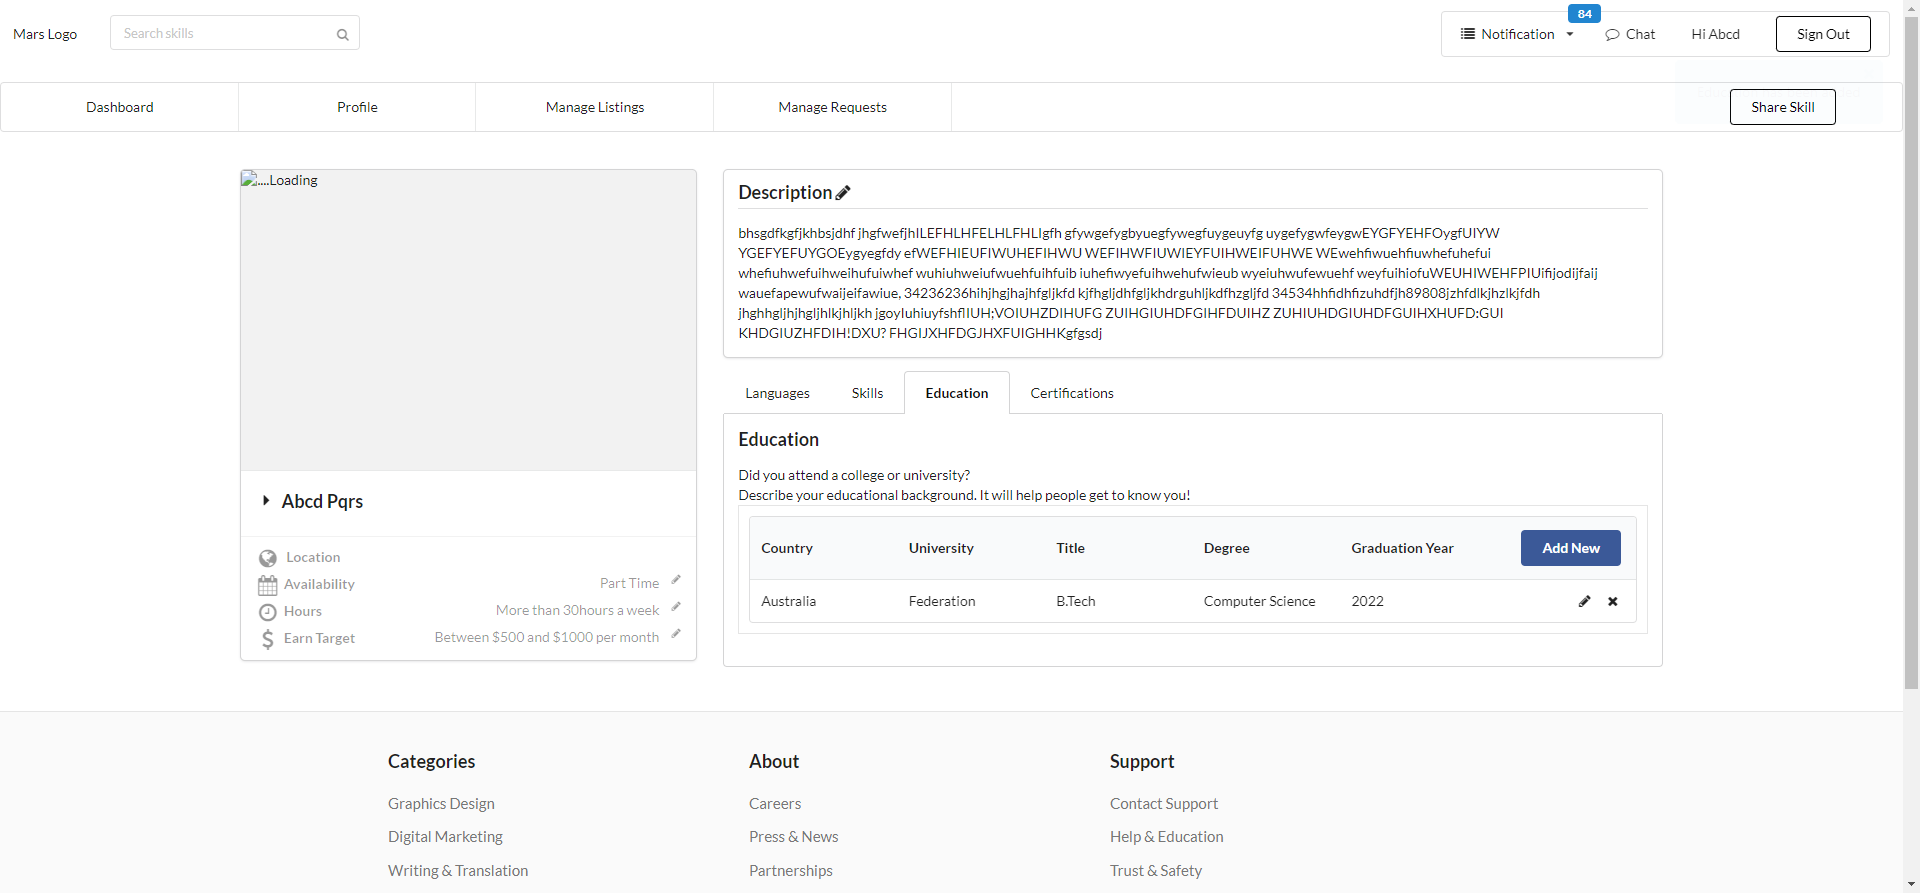 Mars Logo
Search skills
84
Notification
Chat
Hi Abcd
Sign Out
Dashboard
Profile
Manage Listings
Manage Requests
Share Skill
....Loading
Abcd Pqrs
Location
Availability
Part Time
Hours
More than 30hours a week
Earn Target
Between $500 and $1000 per month
Description
bhsgdfkgfjkhbsjdhf jhgfwefjhILEFHLHFELHLFHLIgfh gfywgefygbyuegfywegfuygeuyfg uygefygwfeygwEYGFYEHFOygfUIYW
YGEFYEFUYGOEygyegfdy efWEFHIEUFIWUHEFIHWU WEFIHWFIUWIEYFUIHWEIFUHWE WEwehfiwuehfiuwhefuhefui
whefiuhwefuihweihufuiwhef wuhiuhweiufwuehfuihfuib iuhefiwyefuihwehufwieub wyeiuhwufewuehf weyfuihiofuWEUHIWEHFPIUifijodijfaij
wauefapewufwaijeifawiue, 34236236hihjhgjhajhfgljkfd kjfhgljdhfgljkhdrguhljkdfhzgljfd 34534hhfidhfizuhdfjh89808jzhfdlkjhzlkjfdh
jhghhgljhjhgljhlkjhljkh jgoyluhiuyfshflIUH;VOIUHZDIHUFG ZUIHGIUHDFGIHFDUIHZ ZUHIUHDGIUHDFGUIHXHUFD:GUI
KHDGIUZHFDIH!DXU? FHGIJXHFDGJHXFUIGHHKgfgsdj
Languages
Skills
Education
Certifications
Education
Did you attend a college or university?
Describe your educational background. It will help people get to know you!
Country
University
Title
Degree
Graduation Year
Add New
Australia
Federation
B.Tech
Computer Science
2022
Categories
About
Support
Graphics Design
Careers
Contact Support
Digital Marketing
Press & News
Help & Education
Writing & Translation
Partnerships
Trust & Safety